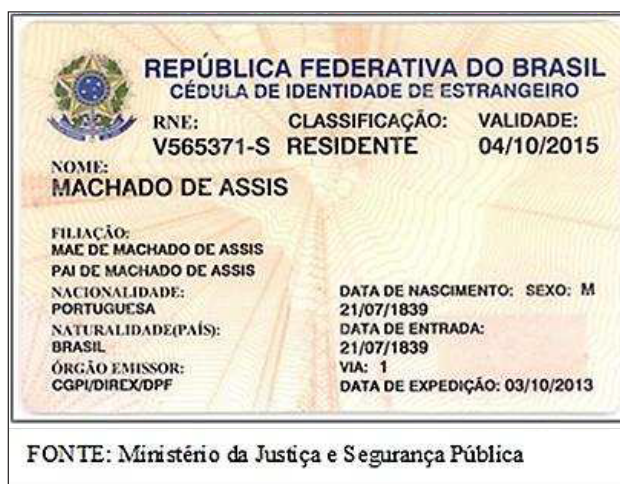 REPÚBLICA FEDERATIVA DO BRASIL
CÉDULA DE IDENTIDADE DE ESTRANGEIRO
RNE: CLASSIFICAÇÃO: VALIDADE:
V565371-S RESIDENTE 04/10/2015
NOME:
MACHADO DE ASSIS
FILIAÇÃO:
MAE DE MACHADO DE ASSIS
PAI DE MACHADO DE ASSIS
NACIONALIDADE: DATA DE NASCIMENTO: SEXO: M
PORTUGUESA 21/07/1839
NATURALIDADE(PAÍS): DATA DE ENTRADA:
BRASIL 21/07/1839
ÓRGÃO EMISSOR: VIA: 1
CGPI/DIREX/DPF DATA DE EXPEDIÇÃO: 03/10/2013
FONTE: Ministério da Justiça e Segurança Pública